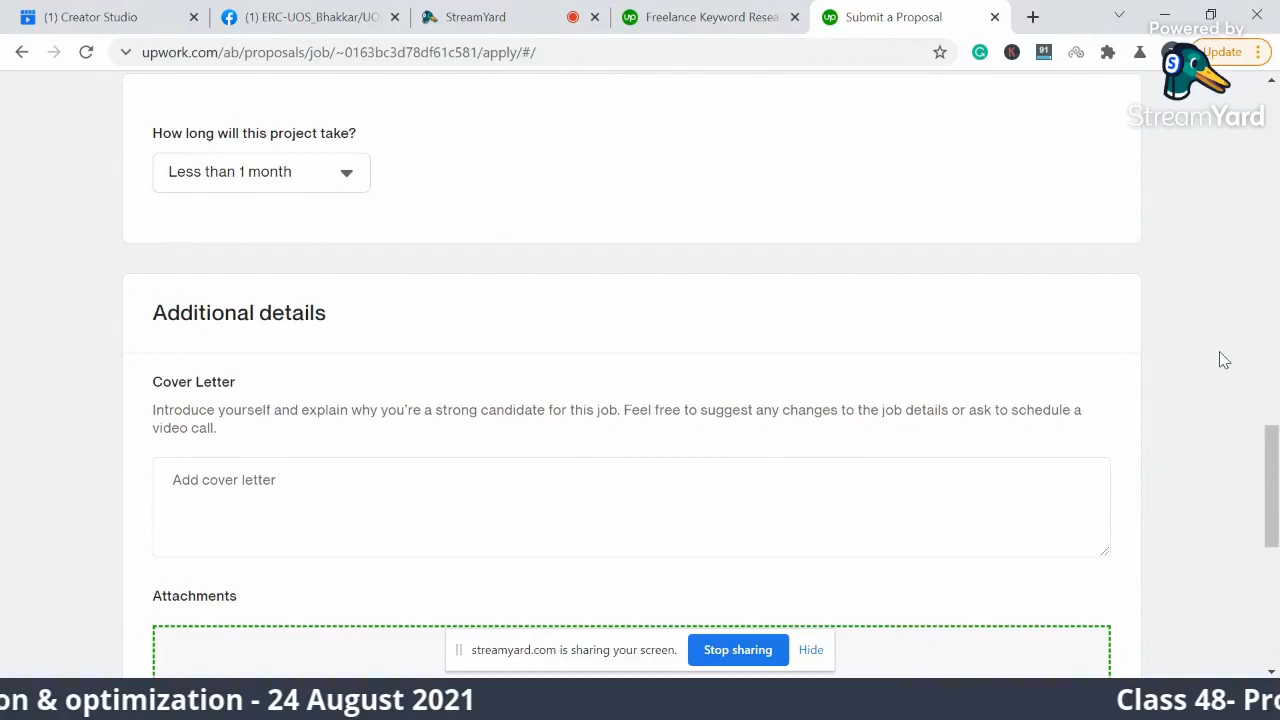 (1) Creator Studio
(1) ERC-UOS_Bhakkar/UO
StreamYard
Freelance Keyword Resea
Submit a Proposal
upwork.com/ab/proposals/job/~0163bc3d78df61c581/apply/#/
91
Update
Powered by
StreamYard
How long will this project take?
Less than 1 month
Additional details
Cover Letter
Introduce yourself and explain why you're a strong candidate for this job. Feel free to suggest any changes to the job details or ask to schedule a
video call.
Add cover letter
Attachments
streamyard.com is sharing your screen.
Stop sharing
Hide
on & optimization - 24 August 2021
Class 48- Pro